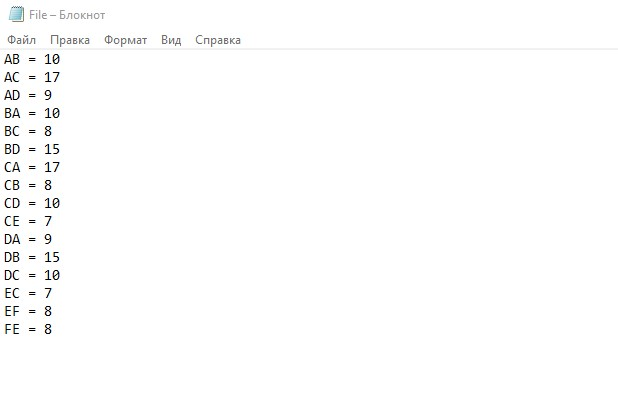 File – Блокнот
Файл Правка Формат Вид Справка
AB = 10
AC = 17
AD = 9
BA = 10
BC = 8
BD = 15
CA = 17
CB = 8
CD = 10
CE = 7
DA = 9
DB = 15
DC = 10
EC = 7
EF = 8
FE = 8